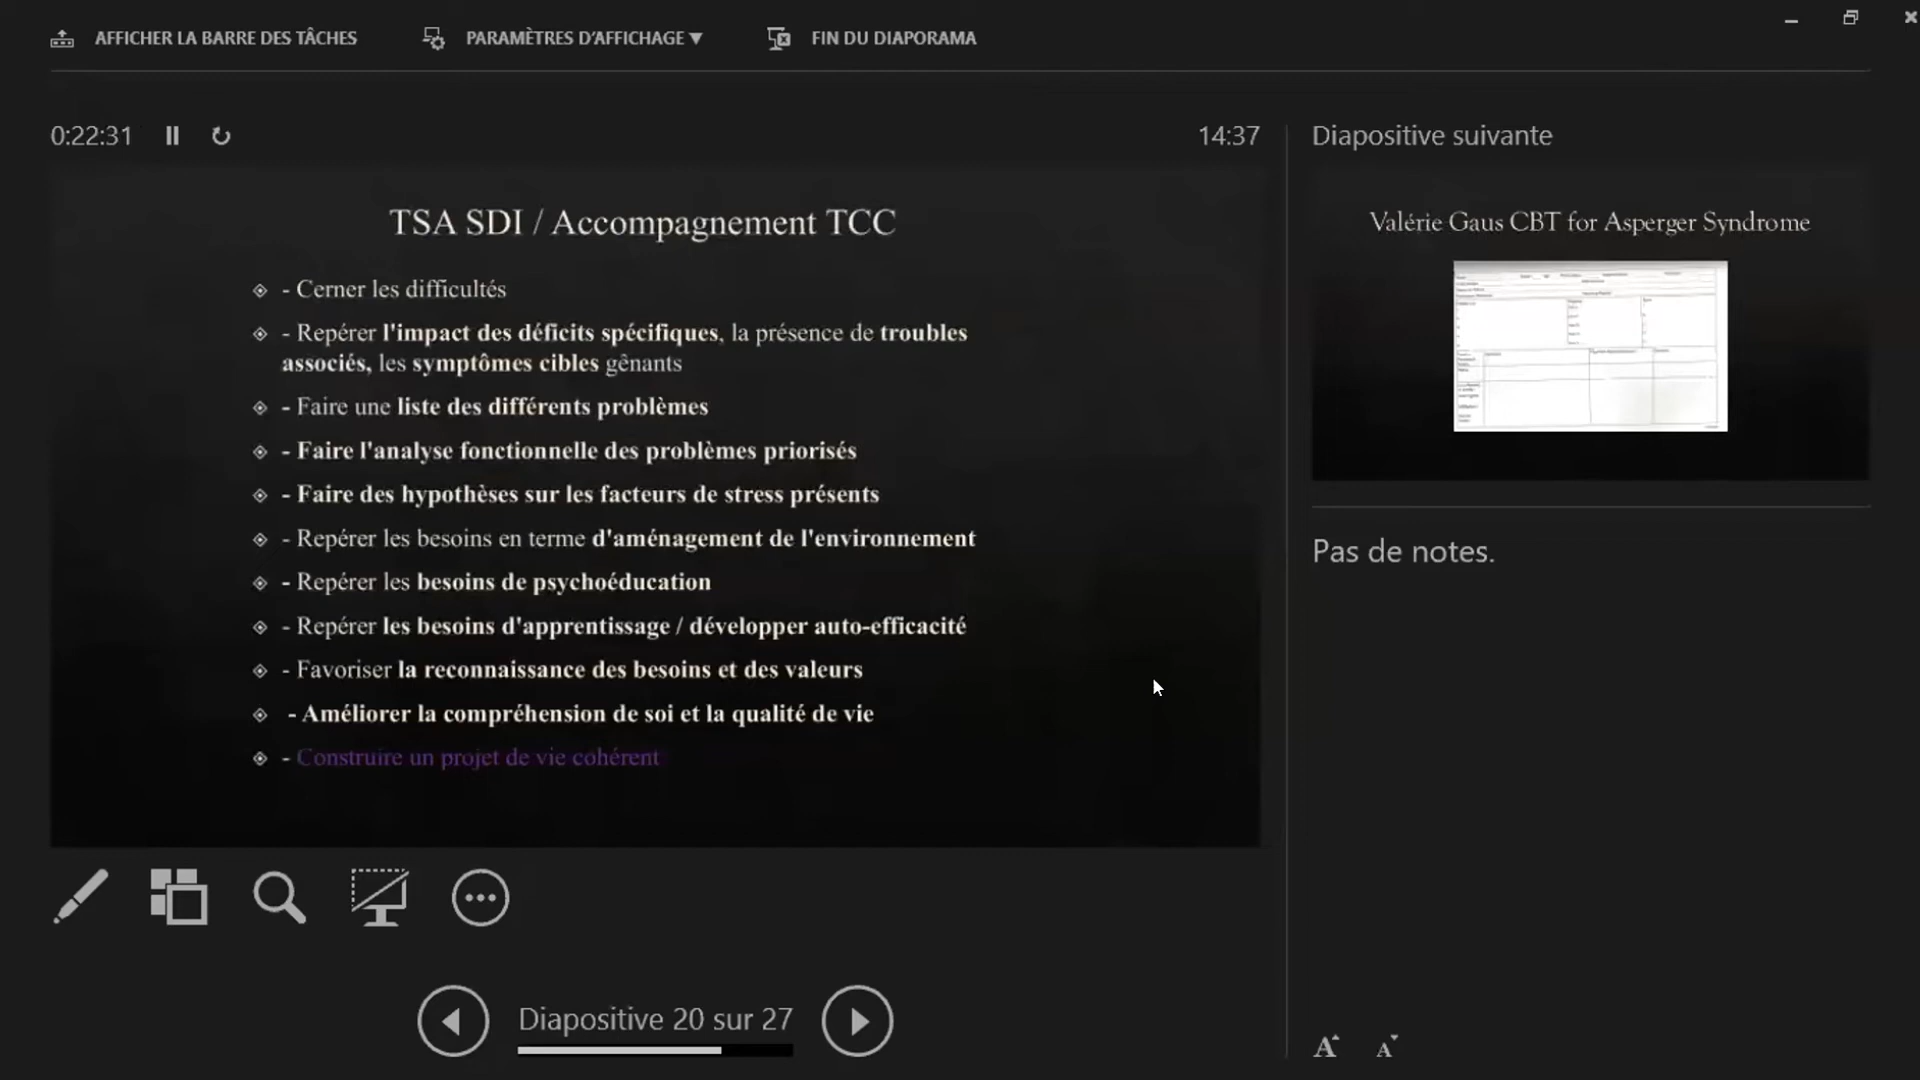 AFFICHER LA BARRE DES TÂCHES
PARAMÈTRES D'AFFICHAGE ▼
FIN DU DIAPORAMA
0:22:31
14:37
TSA SDI / Accompagnement TCC
- Cerner les difficultés
- Repérer l'impact des déficits spécifiques, la présence de troubles
associés, les symptômes cibles gênants
- Faire une liste des différents problèmes
- Faire l'analyse fonctionnelle des problèmes priorisés
- Faire des hypothèses sur les facteurs de stress présents
- Repérer les besoins en terme d'aménagement de l'environnement
- Repérer les besoins de psychoéducation
- Repérer les besoins d'apprentissage / développer auto-efficacité
- Favoriser la reconnaissance des besoins et des valeurs
- Améliorer la compréhension de soi et la qualité de vie
- Construire un projet de vie cohérent
Diapositive 20 sur 27
Diapositive suivante
Valérie Gaus CBT for Asperger Syndrome
Pas de notes.
A A